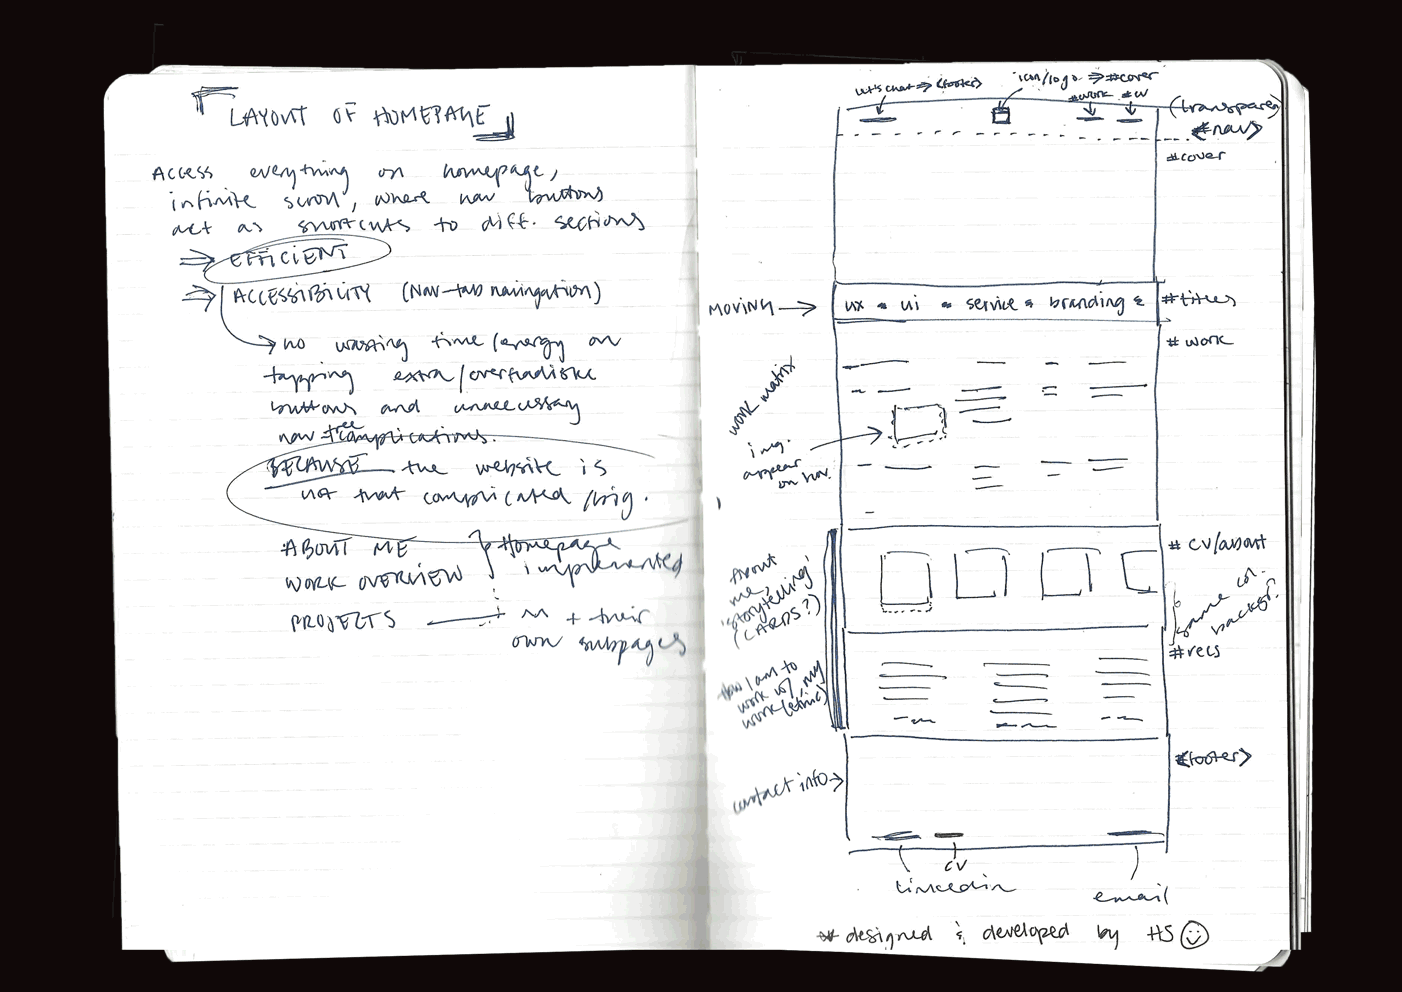 LAYOUT OF HOMEPAGE
ACCESS everything on homepage,
infinite scroll, where nav buttons
act as shortcuts to diff. sections
⇒ EFFICIENT
⇒ ACCESSIBILITY (Nav-tab navingation)
→ no wasting time/energy on
tapping extra/
buttons and unnecessay
nav tree complications.
BECAUSE the website is
not that complicated/big.
ABOUT ME
WORK OVERVIEW
} Homepage
implemented
PROJECTS
+ their
own subpages
let's chat ⇒ (footer)
icon/logo ⇒ #cover
#work #cv
(transparent)
<nav>
#cover
MOVING →
ux * ui * service * branding *
#titles
#work
work matrix
img.
appear
on hov.
#cv/about
About
me,
'storytelling'
(CARDS?)
same col.
backgr.
#recs
How I am to
work w/, my
work (ethic)
<footer>
contact info →
linkedin
CV
email
* designed & developed by HS ☺